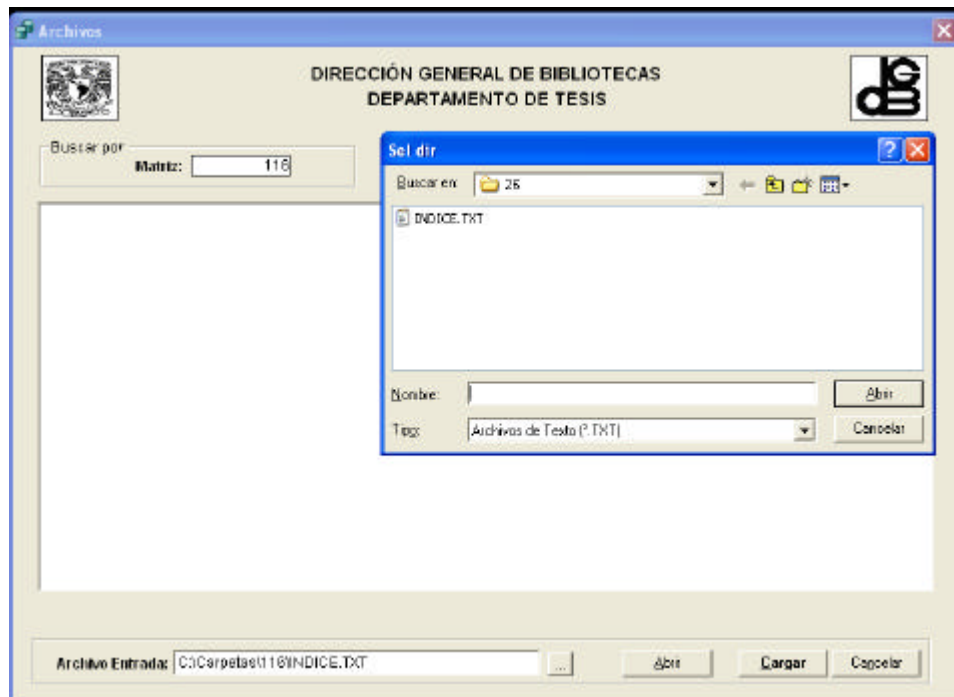 Archivos
DIRECCIÓN GENERAL DE BIBLIOTECAS
DEPARTAMENTO DE TESIS
Buscar por
Matriz: 116
Sel dir
Buscar en: 26
INDICE.TXT
Nombre:
Abrir
Tipo: Archivos de Texto (*.TXT)
Cancelar
Archivo Entrada: C:\Carpetas\116\INDICE.TXT ... Abrir Cargar Cancelar